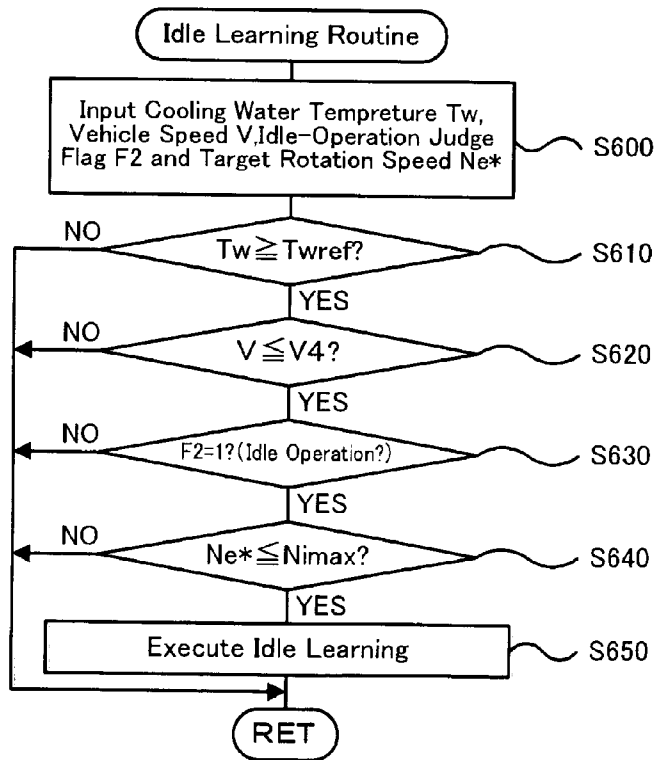 Idle Learning Routine
Input Cooling Water Tempreture Tw,
Vehicle Speed V,Idle-Operation Judge
Flag F2 and Target Rotation Speed Ne*
S600
NO
Tw≧Twref?
S610
YES
NO
V≦V4?
S620
YES
NO
F2=1?(Idle Operation?)
S630
YES
NO
Ne*≦Nimax?
S640
YES
Execute Idle Learning
S650
RET